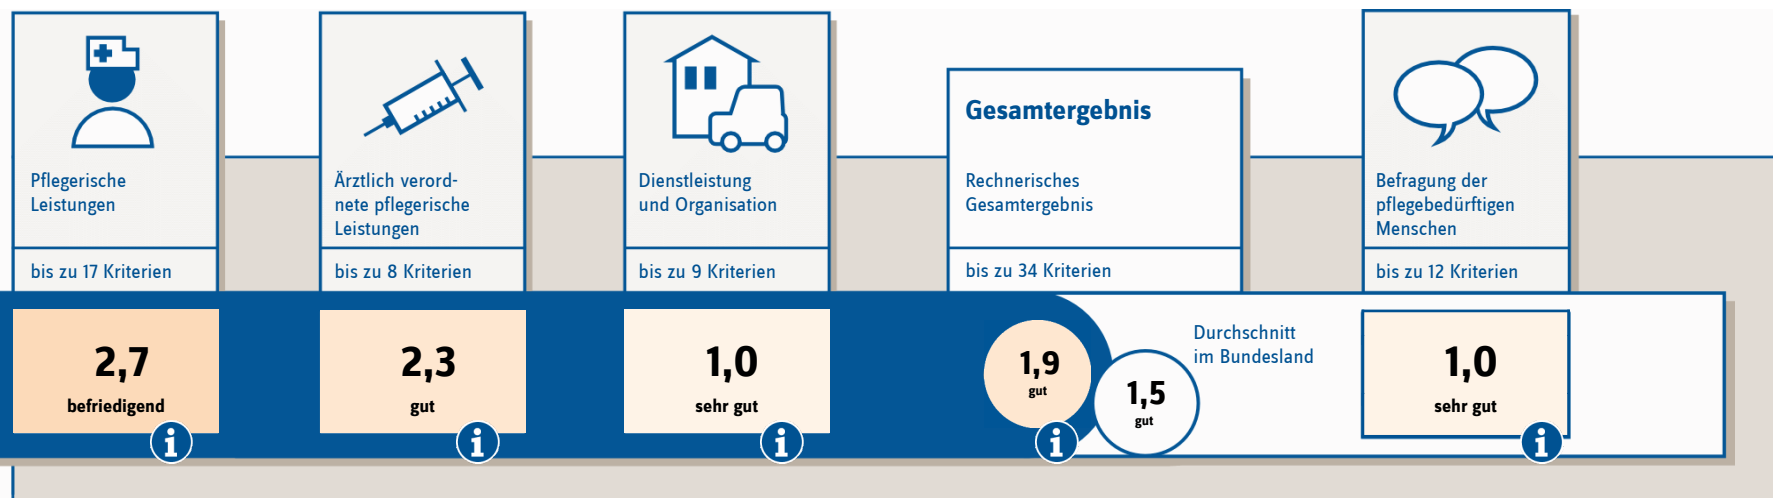 Pflegerische
Leistungen
bis zu 17 Kriterien
2,7
befriedigend
i
Ärztlich verord-
nete pflegerische
Leistungen
bis zu 8 Kriterien
2,3
gut
i
Dienstleistung
und Organisation
bis zu 9 Kriterien
1,0
sehr gut
i
Gesamtergebnis
Rechnerisches
Gesamtergebnis
bis zu 34 Kriterien
1,9
gut
i
1,5
gut
Durchschnitt
im Bundesland
Befragung der
pflegebedürftigen
Menschen
bis zu 12 Kriterien
1,0
sehr gut
i